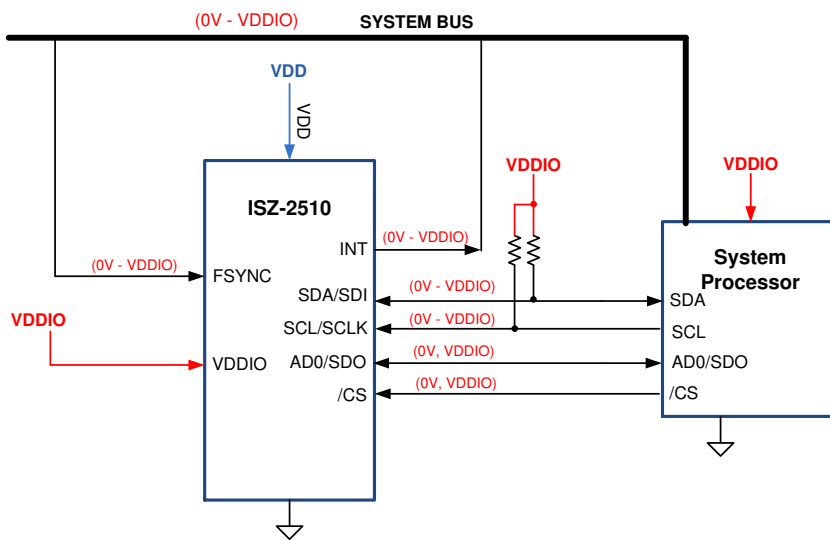 (0V - VDDIO)
SYSTEM BUS
VDD
VDD
VDDIO
VDDIO
ISZ-2510
System
Processor
INT
(0V - VDDIO)
(0V - VDDIO)
FSYNC
SDA/SDI
(0V - VDDIO)
SDA
VDDIO
SCL/SCLK
(0V - VDDIO)
SCL
VDDIO
AD0/SDO
(0V, VDDIO)
AD0/SDO
/CS
(0V, VDDIO)
/CS